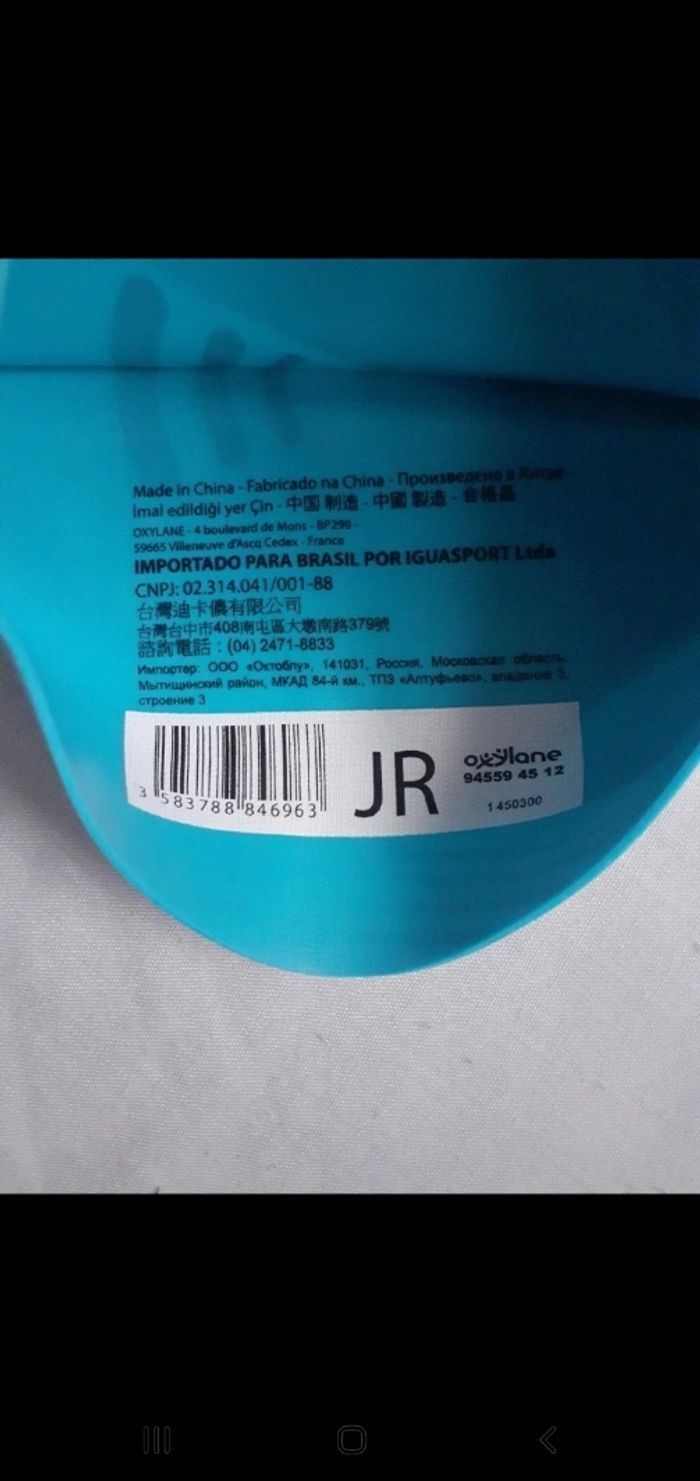 Made in China - Fabricado na China - Произведено в Китае -
İmal edildiği yer Çin - 中国 制造 - 中國 製造 - 合格品
OXYLANE - 4 boulevard de Mons - BP299 -
59665 Villeneuve d'Ascq Cedex - France
IMPORTADO PARA BRASIL POR IGUASPORT Ltda
CNPJ: 02.314.041/001-88
台灣迪卡儂有限公司
台灣台中市408南屯區大墩南路379號
諮詢電話：(04) 2471-8833
Импортер: ООО «Октоблу», 141031, Россия, Московская область,
Мытищинский район, МКАД 84-й км., ТПЗ «Алтуфьево», владение 3,
строение 3
3 583788 846963
JR
oxylane
94559 45 12
1 450300